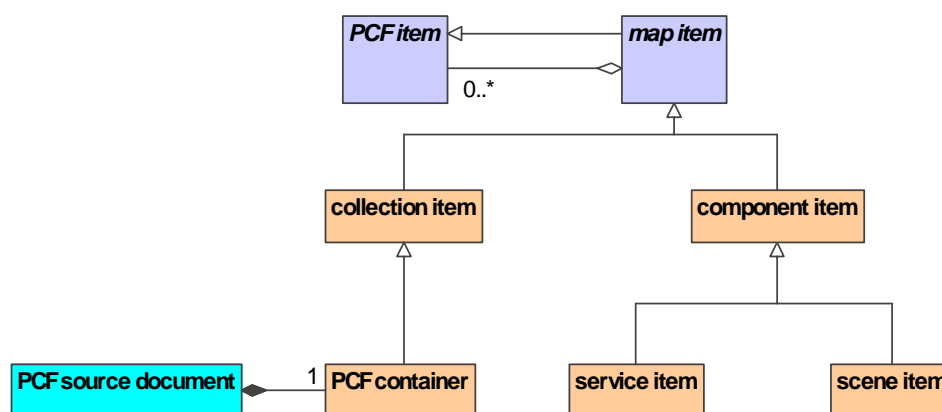 PCF item
map item
0..*
collection item
component item
PCF source document
1
PCF container
service item
scene item